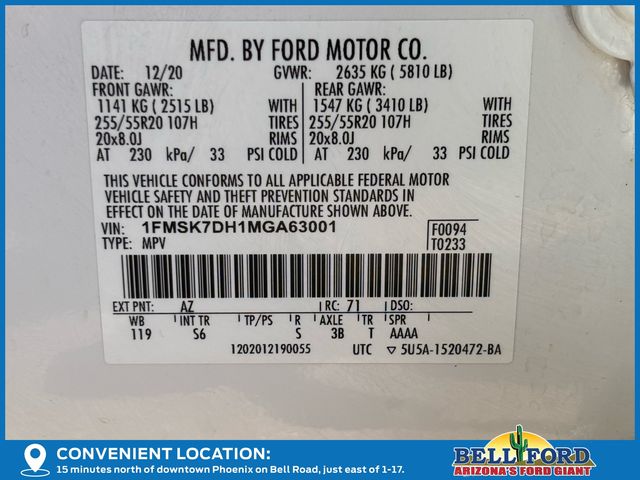 MFD. BY FORD MOTOR CO.
DATE: 12/20 GVWR: 2635 KG ( 5810 LB)
FRONT GAWR: REAR GAWR:
1141 KG ( 2515 LB) WITH 1547 KG ( 3410 LB) WITH
255/55R20 107H TIRES 255/55R20 107H TIRES
20x8.0J RIMS 20x8.0J RIMS
AT 230 kPa/ 33 PSI COLD AT 230 kPa/ 33 PSI COLD
THIS VEHICLE CONFORMS TO ALL APPLICABLE FEDERAL MOTOR
VEHICLE SAFETY AND THEFT PREVENTION STANDARDS IN
EFFECT ON THE DATE OF MANUFACTURE SHOWN ABOVE.
VIN: 1FMSK7DH1MGA63001 F0094
TYPE: MPV T0233
EXT PNT: AZ RC: 71 DSO:
WB INT TR TP/PS R AXLE TR SPR
119 S6 S 3B T AAAA
1202012190055 UTC ▽ 5U5A-1520472-BA
CONVENIENT LOCATION:
15 minutes north of downtown Phoenix on Bell Road, just east of 1-17.
BELL FORD
ARIZONA'S FORD GIANT